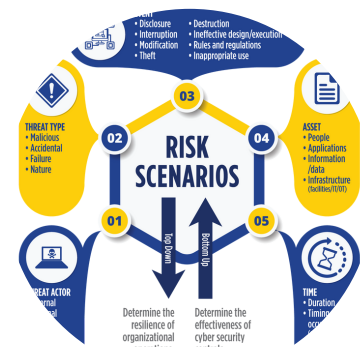 • Disclosure
• Interruption
• Modification
• Theft
• Destruction
• Ineffective design/execution
• Rules and regulations
• Inappropriate use
03
THREAT TYPE
• Malicious
• Accidental
• Failure
• Nature
02
RISK
SCENARIOS
04
ASSET
• People
• Applications
• Information
/data
• Infrastructure
(facilities/IT/OT)
01
Top Down
Bottom Up
05
TIME
• Duration
• Timing
Determine the
resilience of
organizational
Determine the
effectiveness of
cyber security